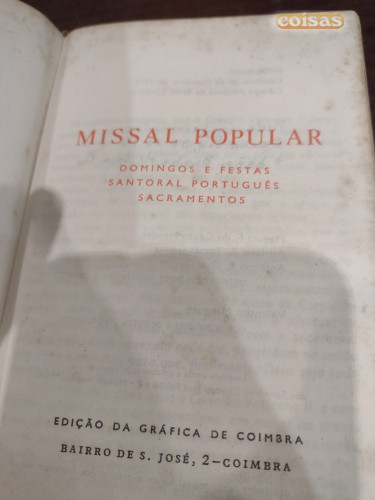 coisas
MISSAL POPULAR
DOMINGOS E FESTAS
SANTORAL PORTUGUÊS
SACRAMENTOS
EDIÇÃO DA GRÁFICA DE COIMBRA
BAIRRO DE S. JOSÉ, 2—COIMBRA